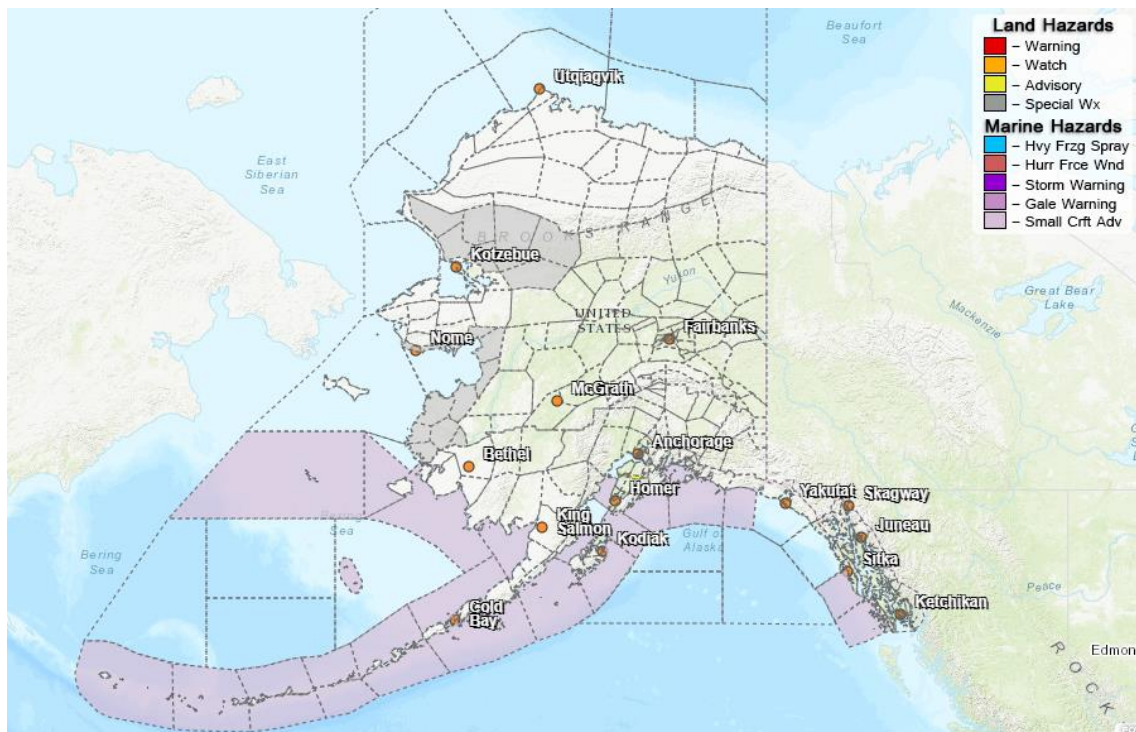 Beaufort
Sea
Land Hazards
– Warning
– Watch
– Advisory
– Special Wx
Marine Hazards
– Hvy Frzg Spray
– Hurr Frce Wnd
– Storm Warning
– Gale Warning
– Small Crft Adv
Utqiagvik
East
Siberian
Sea
BROOKS RANGE
Kotzebue
Yukon
Great Bear
Lake
Mackenzie
UNITED
STATES
Nome
Fairbanks
McGrath
Anchorage
Bethel
Homer
Yakutat
Skagway
King
Salmon
Kodiak
Gulf of
Alaska
Juneau
Bering
Sea
Sitka
Peace
Cold
Bay
Ketchikan
Edmon
ROCK